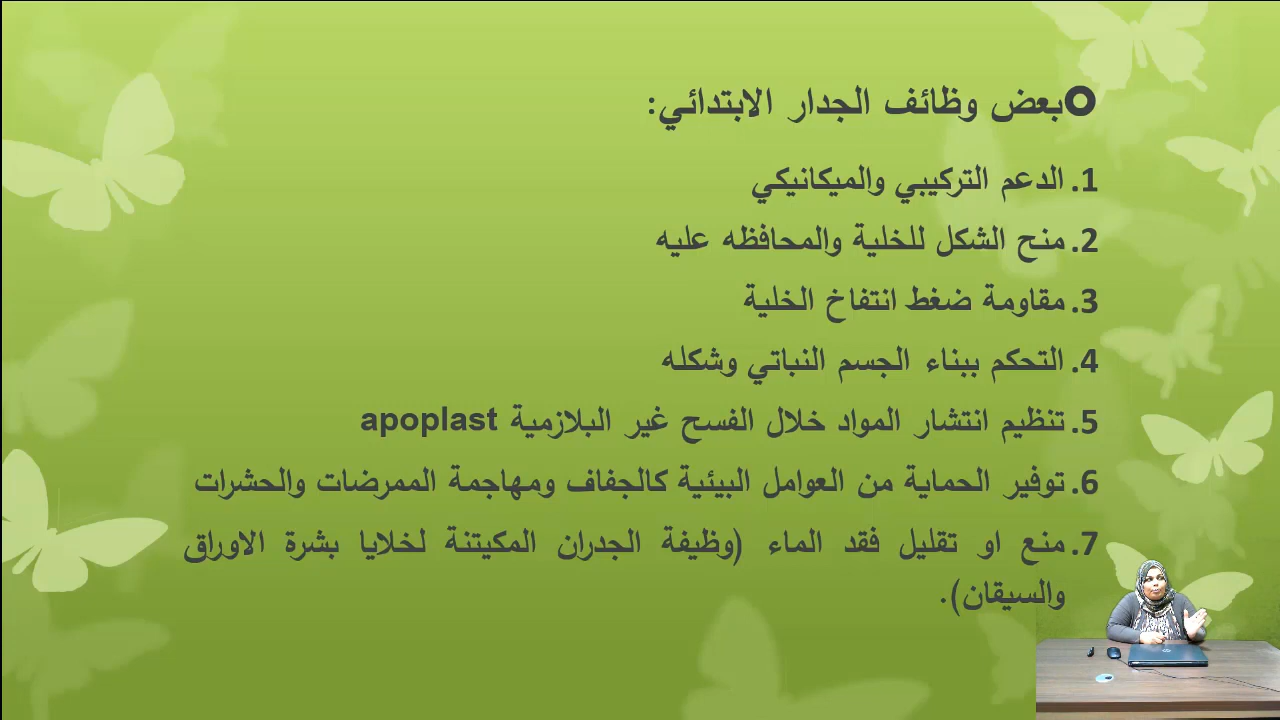 بعض وظائف الجدار الابتدائي:
1. الدعم التركيبي والميكانيكي
2. منح الشكل للخلية والمحافظه عليه
3. مقاومة ضغط انتفاخ الخلية
4. التحكم ببناء الجسم النباتي وشكله
5. تنظيم انتشار المواد خلال الفسح غير البلازمية apoplast
6. توفير الحماية من العوامل البيئية كالجفاف ومهاجمة الممرضات والحشرات
7. منع او تقليل فقد الماء (وظيفة الجدران المكيتنة لخلايا بشرة الاوراق
والسيقان).